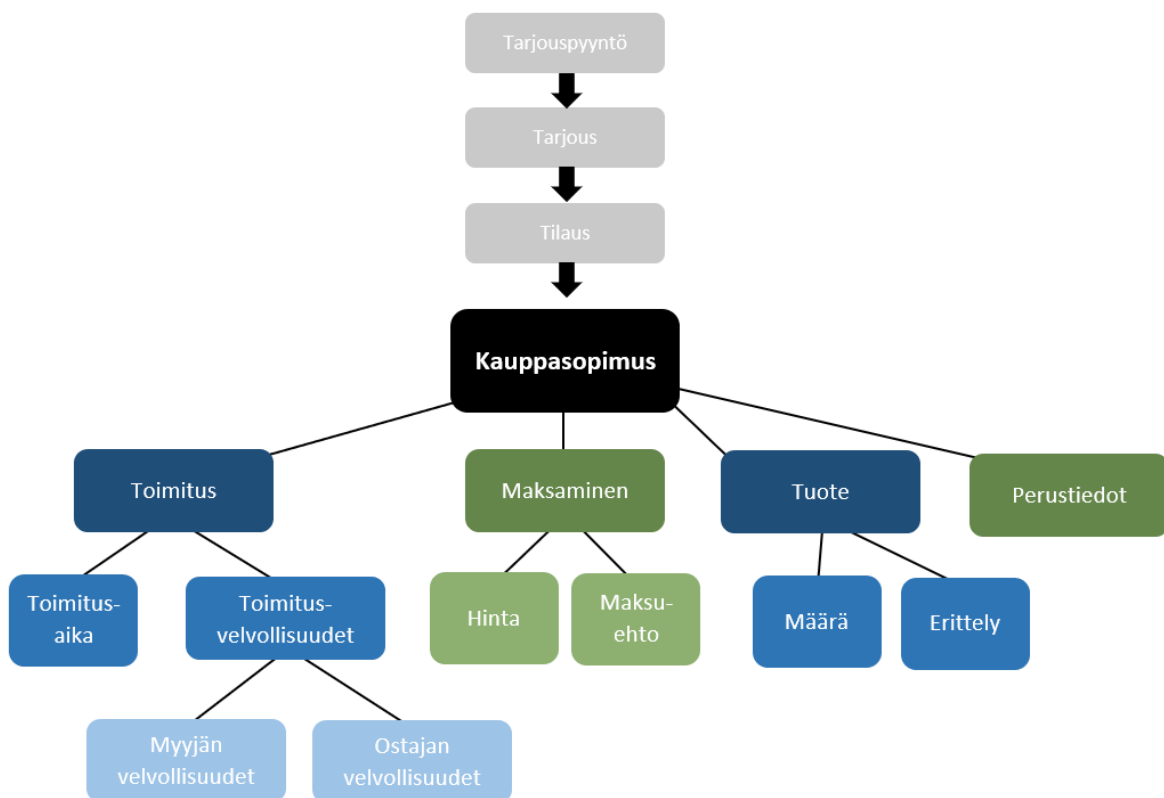 Tarjouspyyntö
Tarjous
Tilaus
Kauppasopimus
Toimitus
Maksaminen
Tuote
Perustiedot
Toimitus-
aika
Toimitus-
velvollisuudet
Hinta
Maksu-
ehto
Määrä
Erittely
Myyjän
velvollisuudet
Ostajan
velvollisuudet